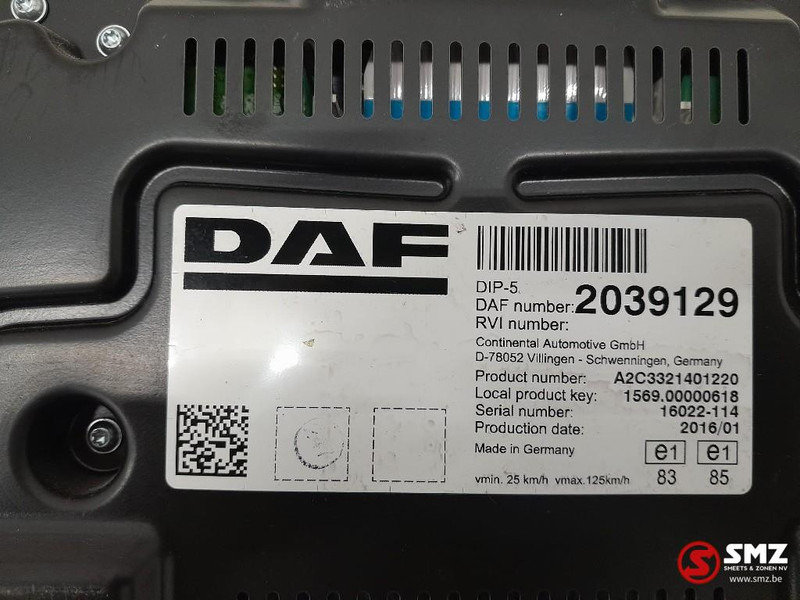 DAF
DIP-5.
DAF number: 2039129
RVI number:
Continental Automotive GmbH
D-78052 Villingen - Schwenningen, Germany
Product number: A2C3321401220
Local product key: 1569.00000618
Serial number: 16022-114
Production date: 2016/01
Made in Germany e1 e1
vmin. 25 km/h vmax.125km/h 83 85
SMZ
SMEETS & ZONEN NV
www.smz.be